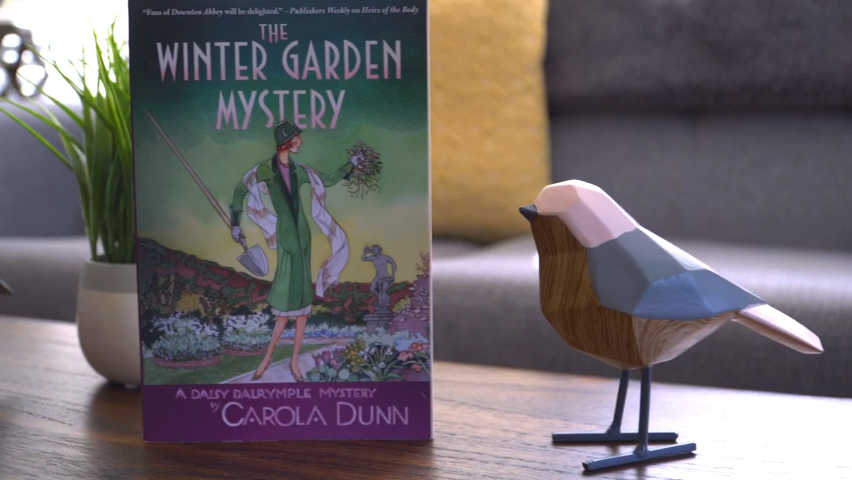 "Fans of Downton Abbey will be delighted." –Publishers Weekly on Heirs of the Body
THE
WINTER GARDEN
MYSTERY
A DAISY DALRYMPLE MYSTERY
by CAROLA DUNN